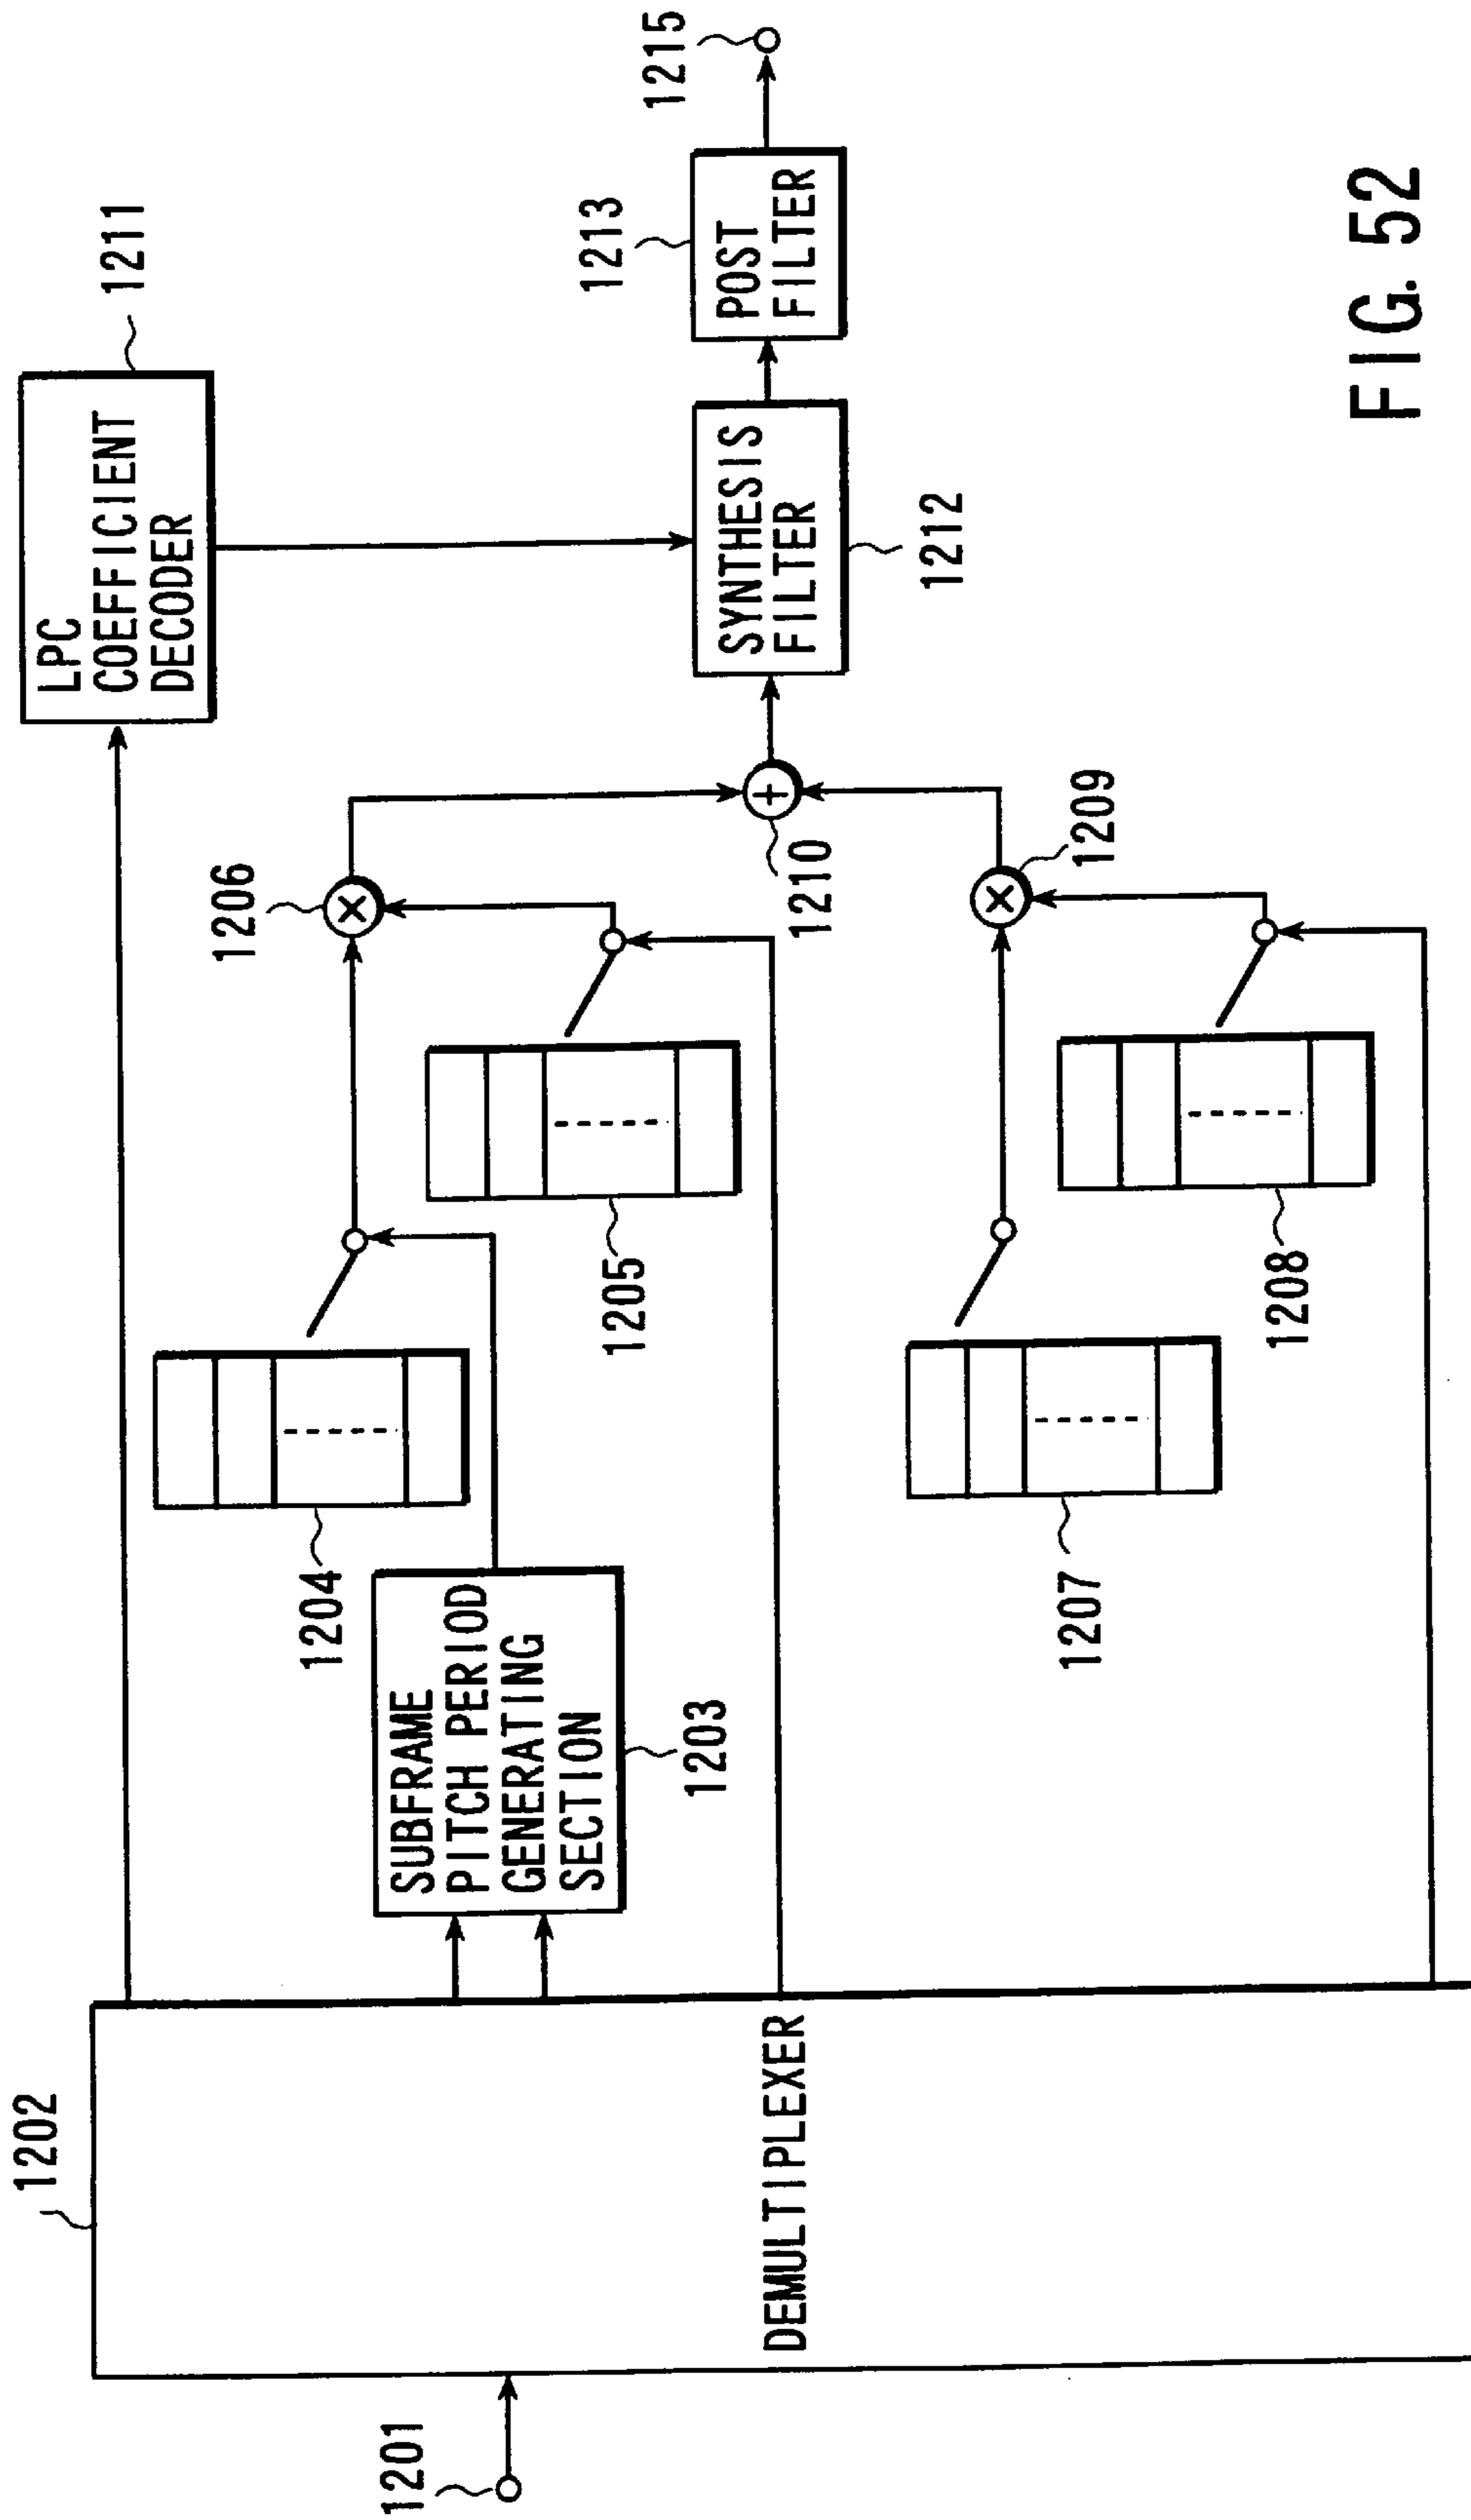 1202
1211
LPC
COEFFICIENT
DECODER
1206
1204
1201
SUBFRAME
PITCH PERIOD
GENERATING
SECTION
1203
1205
1213
1215
POST
FILTER
SYNTHESIS
FILTER
DEMULTIPLEXER
1210
1212
1207
1209
1208
FIG. 52